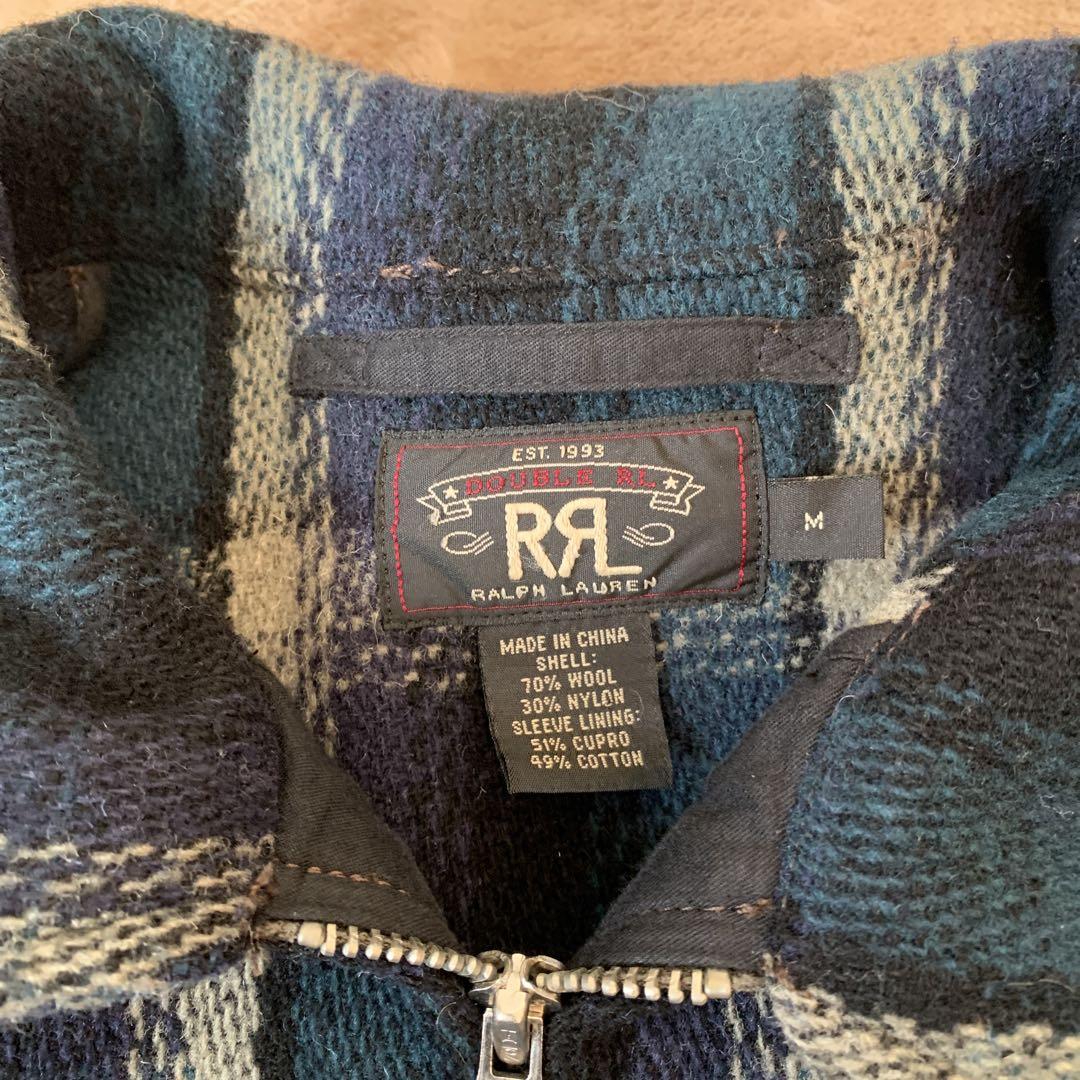 EST. 1993
DOUBLE RL
RRL
RALPH LAUREN
M
MADE IN CHINA
SHELL:
70% WOOL
30% NYLON
SLEEVE LINING:
51% CUPRO
49% COTTON